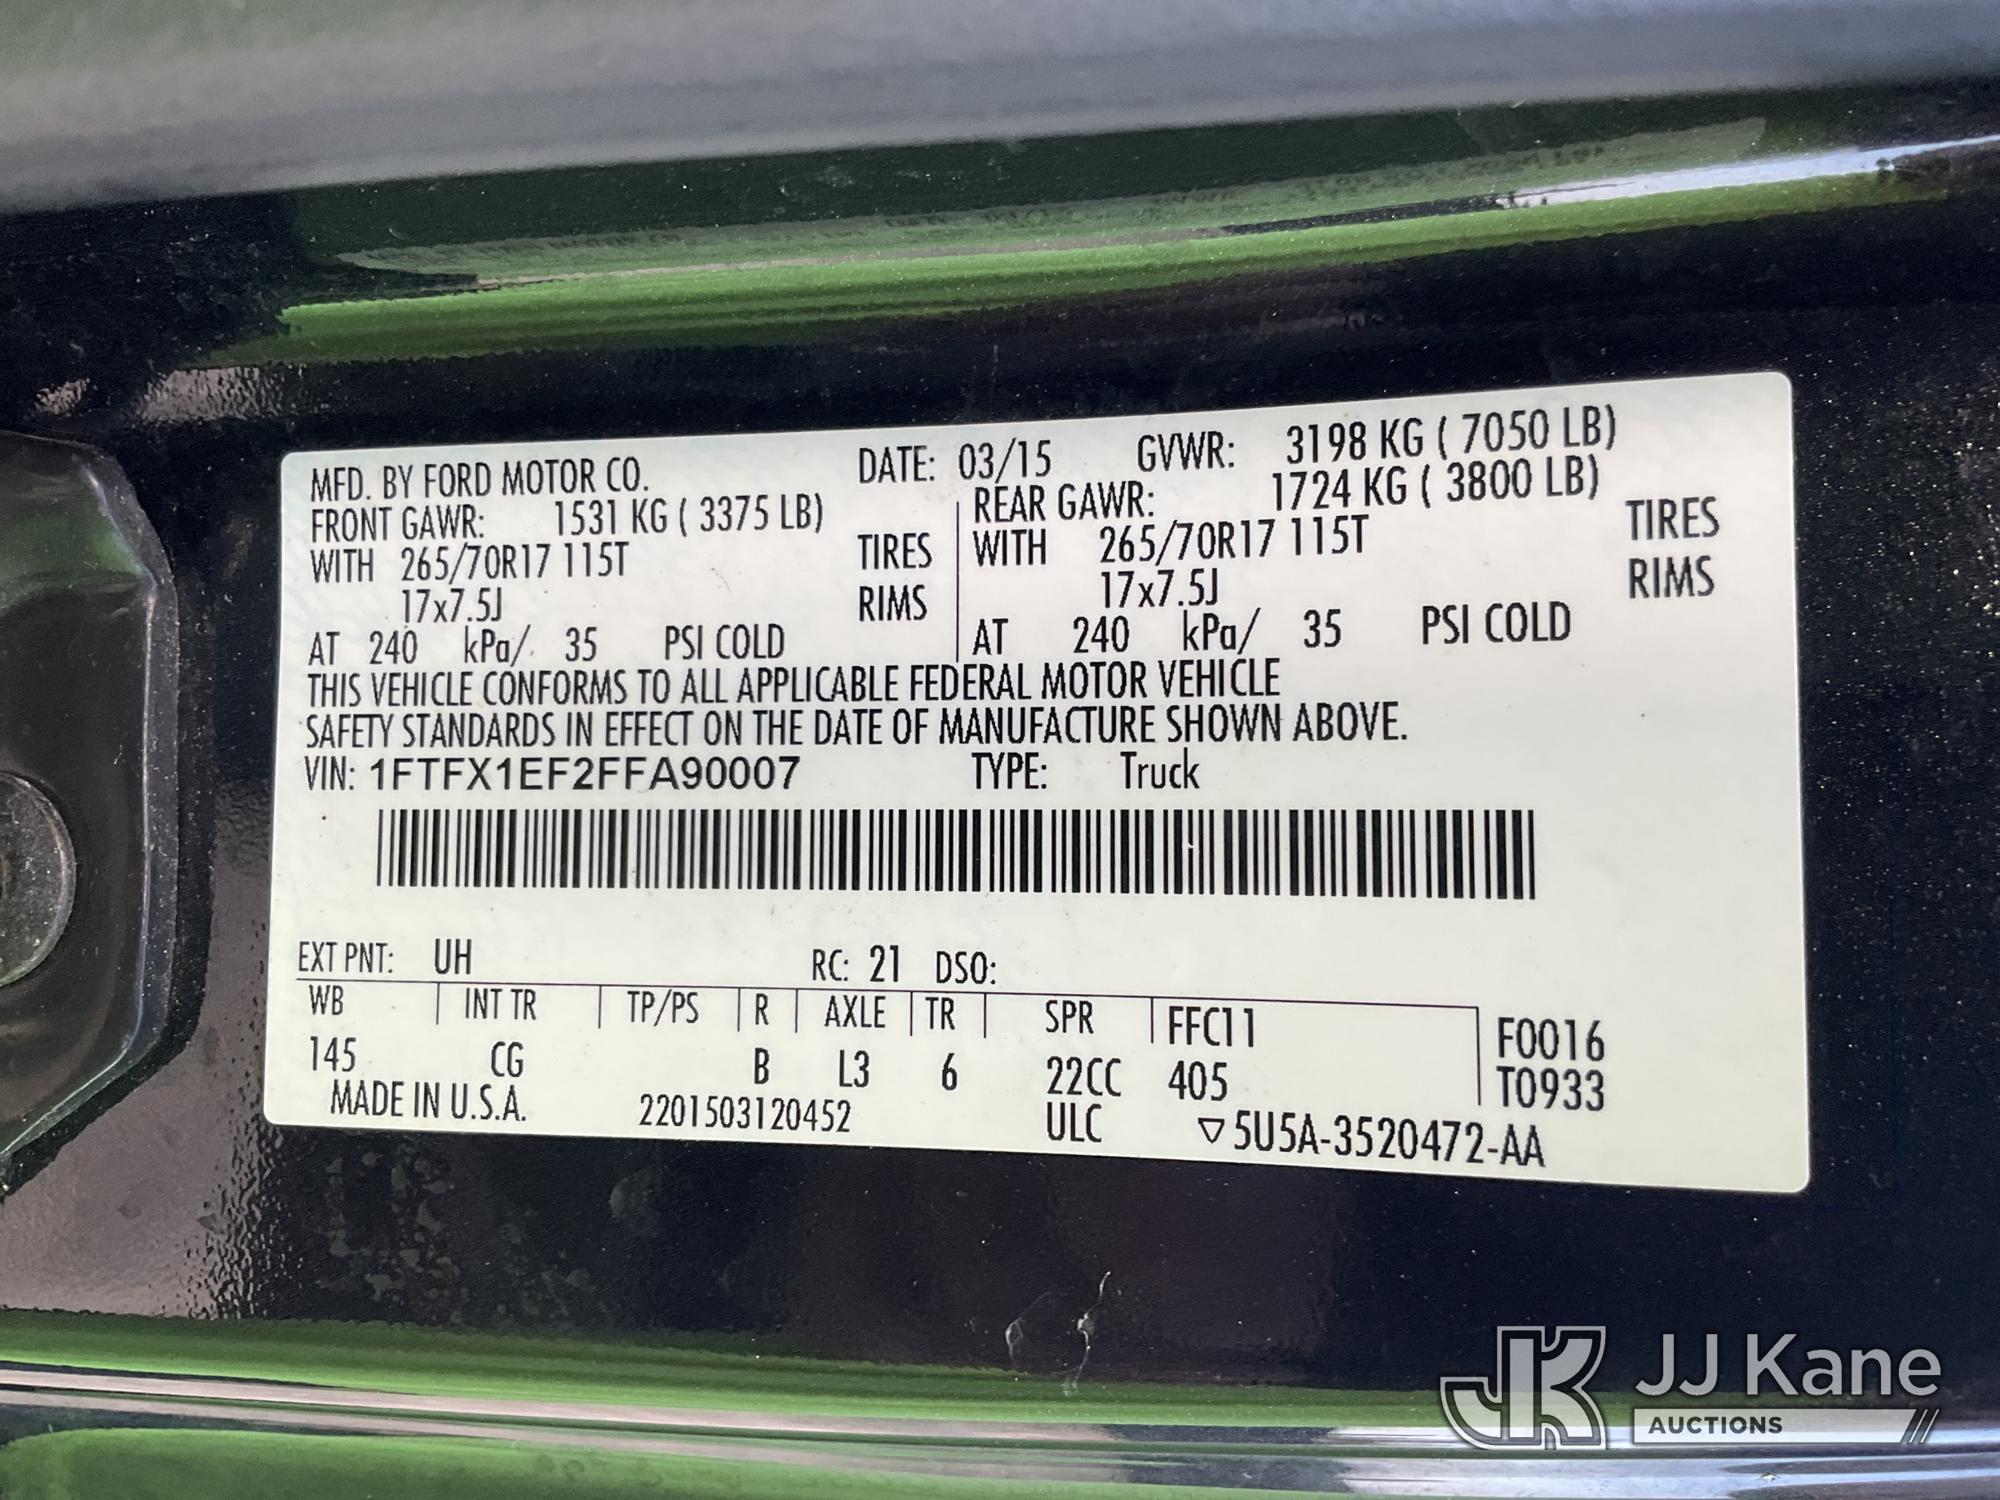 MFD. BY FORD MOTOR CO. DATE: 03/15 GVWR: 3198 KG ( 7050 LB)
FRONT GAWR: 1531 KG ( 3375 LB) REAR GAWR: 1724 KG ( 3800 LB)
WITH 265/70R17 115T TIRES WITH 265/70R17 115T TIRES
17x7.5J RIMS 17x7.5J RIMS
AT 240 kPa/ 35 PSI COLD AT 240 kPa/ 35 PSI COLD
THIS VEHICLE CONFORMS TO ALL APPLICABLE FEDERAL MOTOR VEHICLE
SAFETY STANDARDS IN EFFECT ON THE DATE OF MANUFACTURE SHOWN ABOVE.
VIN: 1FTFX1EF2FFA90007 TYPE: Truck
EXT PNT: UH RC: 21 DSO:
WB INT TR TP/PS R AXLE TR SPR FFC11 F0016
145 CG B L3 6 22CC 405 T0933
MADE IN U.S.A. 2201503120452 ULC ▽5U5A-3520472-AA
JK JJ Kane
AUCTIONS